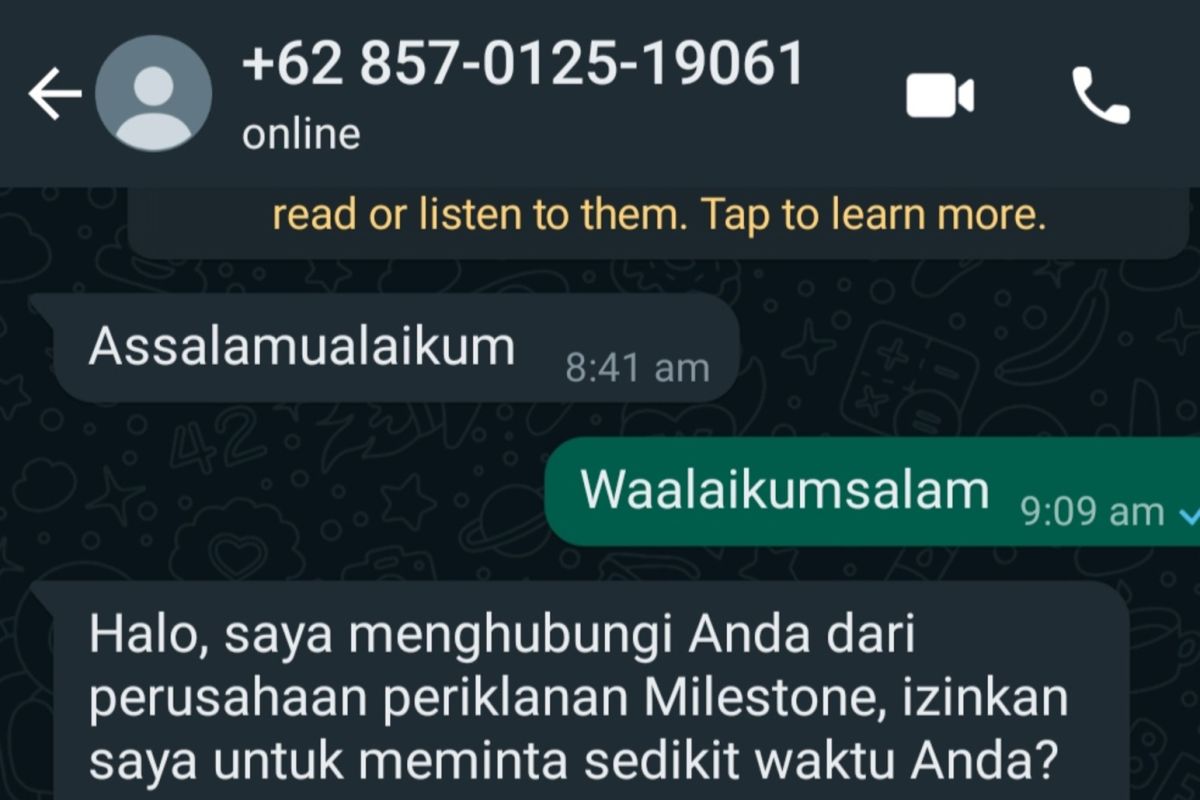 +62 857-0125-19061
online
read or listen to them. Tap to learn more.
Assalamualaikum 8:41 am
Waalaikumsalam 9:09 am
Halo, saya menghubungi Anda dari
perusahaan periklanan Milestone, izinkan
saya untuk meminta sedikit waktu Anda?